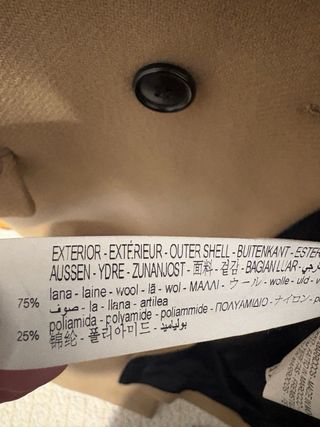 EXTERIOR - EXTÉRIEUR - OUTER SHELL - BUITENKANT -
AUSSEN - YDRE - ZUNANJOST - 面料 - 겉감 - BAGIAN LUAR -
75% lana - laine - wool - lã - wol - ΜΑΛΛΙ - ウール - wolle - uld -
صوف - la - llana - artilea
poliamida - polyamide - poliammide - ΠΟΛΥΑΜΙΔΙΟ - ナイロン -
25% 锦纶 - 폴리아미드 - بولياميد